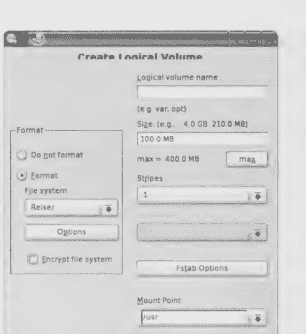 Create Logical Volume
Logical volume name
(e.g. var, opt)
Size: (e.g., 4.0 GB 210.0 MB)
100.0 MB
max = 400.0 MB
max
Stripes
1
Fstab Options
Mount Point
/usr
Format
Do not format
Format
File system
Reiser
Options
Encrypt file system